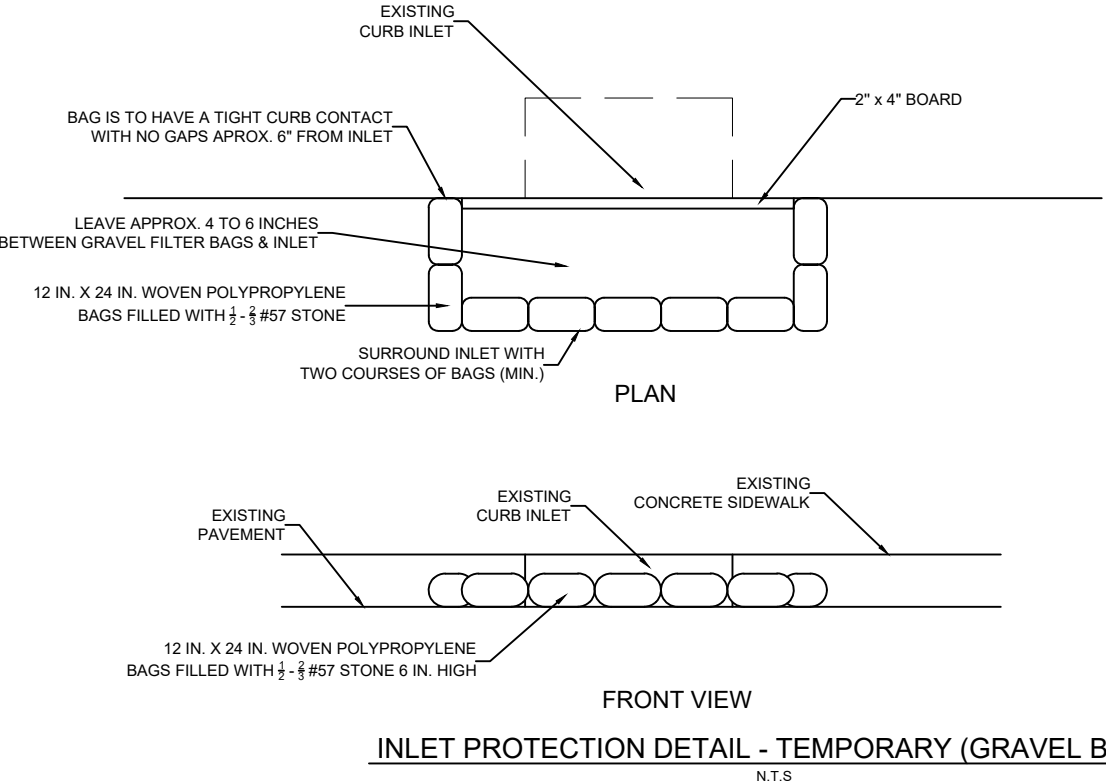 EXISTING
CURB INLET
2" x 4" BOARD
BAG IS TO HAVE A TIGHT CURB CONTACT
WITH NO GAPS APROX. 6" FROM INLET
LEAVE APPROX. 4 TO 6 INCHES
BETWEEN GRAVEL FILTER BAGS & INLET
12 IN. X 24 IN. WOVEN POLYPROPYLENE
BAGS FILLED WITH 1/2 - 2/3 #57 STONE
SURROUND INLET WITH
TWO COURSES OF BAGS (MIN.)
PLAN
EXISTING
PAVEMENT
EXISTING
CURB INLET
EXISTING
CONCRETE SIDEWALK
12 IN. X 24 IN. WOVEN POLYPROPYLENE
BAGS FILLED WITH 1/2 - 2/3 #57 STONE 6 IN. HIGH
FRONT VIEW
INLET PROTECTION DETAIL - TEMPORARY (GRAVEL B
N.T.S